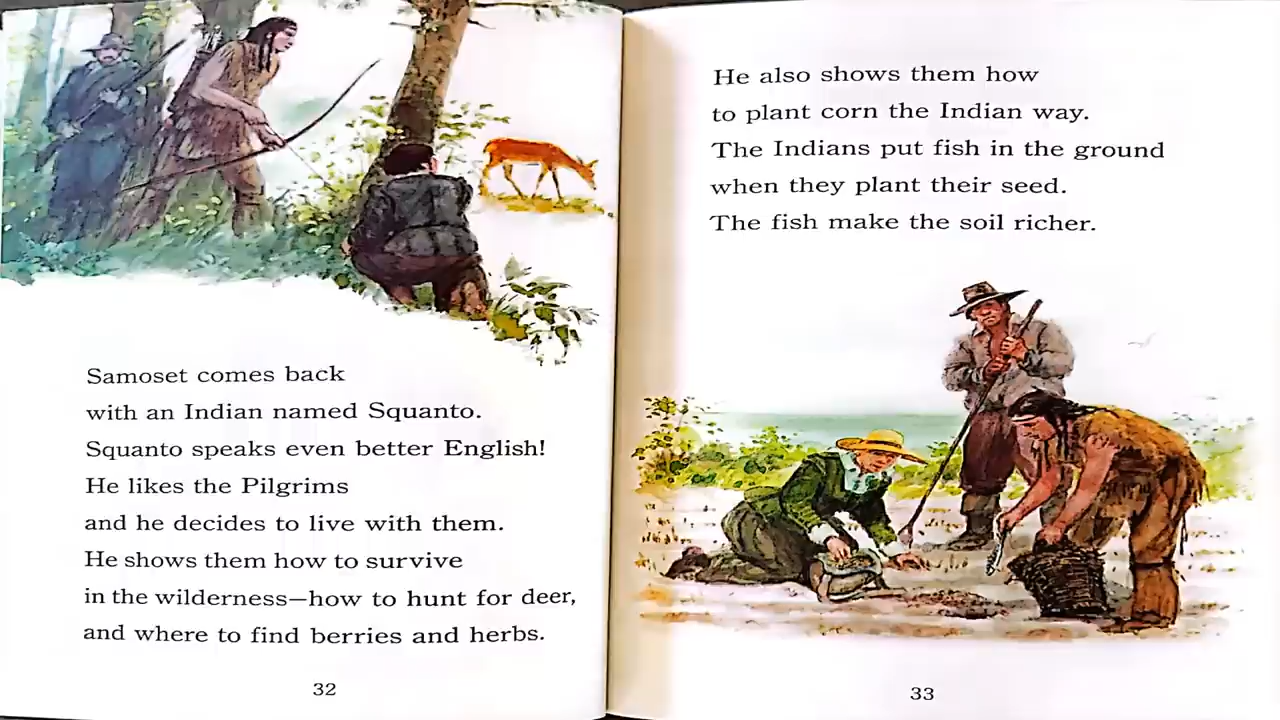 Samoset comes back
with an Indian named Squanto.
Squanto speaks even better English!
He likes the Pilgrims
and he decides to live with them.
He shows them how to survive
in the wilderness—how to hunt for deer,
and where to find berries and herbs.
32
He also shows them how
to plant corn the Indian way.
The Indians put fish in the ground
when they plant their seed.
The fish make the soil richer.
33